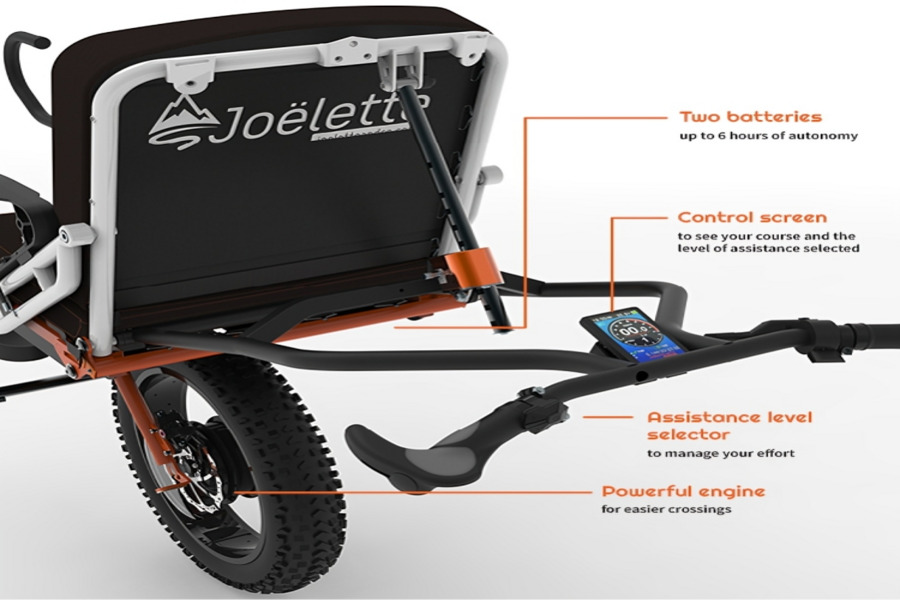 Joëlette
Two batteries
up to 6 hours of autonomy
Control screen
to see your course and the
level of assistance selected
Assistance level
selector
to manage your effort
Powerful engine
for easier crossings